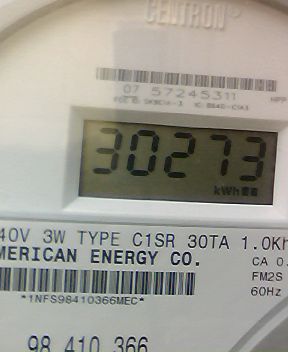 CENTRON®
07 57245311
30273
kWh
40V 3W TYPE C1SR 30TA 1.0Kh
MERICAN ENERGY CO.
CA 0.
FM2S
*1NFS98410366MEC*
60Hz
98 410 366